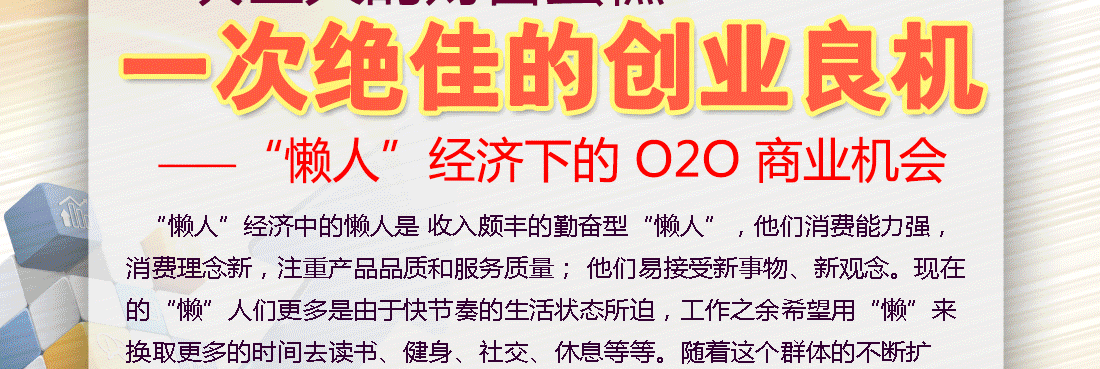 一次绝佳的创业良机
——“懒人”经济下的 O2O 商业机会
“懒人”经济中的懒人是 收入颇丰的勤奋型“懒人”，他们消费能力强，
消费理念新，注重产品品质和服务质量； 他们易接受新事物、新观念。现在
的“懒”人们更多是由于快节奏的生活状态所迫，工作之余希望用“懒”来
换取更多的时间去读书、健身、社交、休息等等。随着这个群体的不断扩